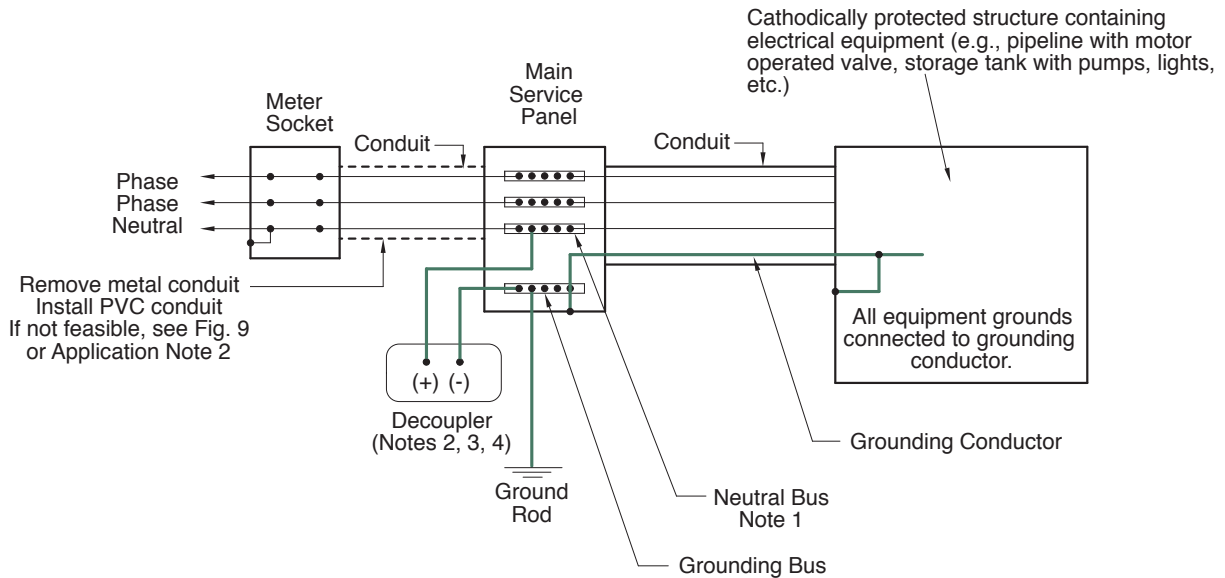 Cathodically protected structure containing
electrical equipment (e.g., pipeline with motor
operated valve, storage tank with pumps, lights,
etc.)
Main
Service
Panel
Meter
Socket
Conduit
Conduit
Phase
Phase
Neutral
Remove metal conduit
Install PVC conduit
If not feasible, see Fig. 9
or Application Note 2
All equipment grounds
connected to grounding
conductor.
(+) (-)
Decoupler
(Notes 2, 3, 4)
Grounding Conductor
Ground
Rod
Neutral Bus
Note 1
Grounding Bus